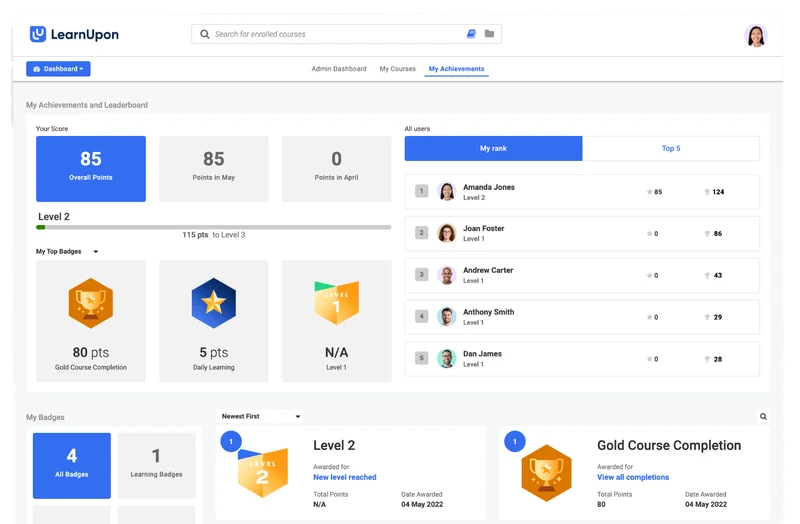 LearnUpon
Search for enrolled courses
Dashboard
Admin Dashboard My Courses My Achievements
My Achievements and Leaderboard
Your Score
85
Overall Points
85
Points in May
0
Points in April
Level 2
115 pts to Level 3
My Top Badges
80 pts
Gold Course Completion
5 pts
Daily Learning
LEVEL
1
N/A
Level 1
All users
My rank Top 5
1 Amanda Jones 85 124
Level 2
2 Joan Foster 0 86
Level 1
3 Andrew Carter 0 43
Level 1
4 Anthony Smith 0 29
Level 1
5 Dan James 0 28
Level 1
My Badges
4
All Badges
1
Learning Badges
Newest First
1
LEVEL
2
Level 2
Awarded for
New level reached
Total Points Date Awarded
N/A 04 May 2022
1
Gold Course Completion
Awarded for
View all completions
Total Points Date Awarded
80 04 May 2022